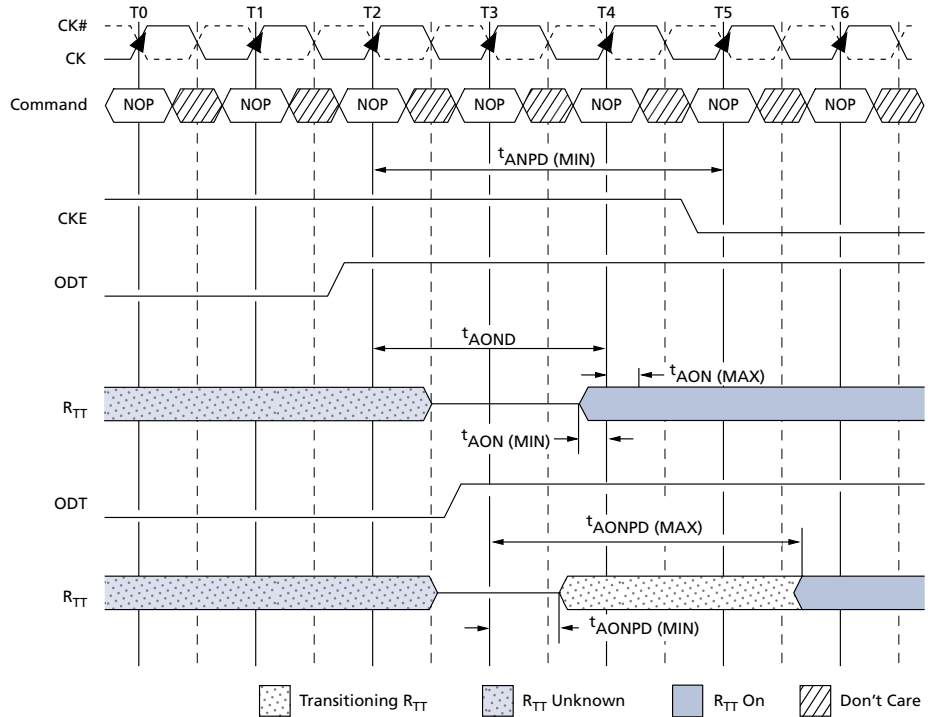 CK#
CK
T0 T1 T2 T3 T4 T5 T6
Command NOP NOP NOP NOP NOP NOP NOP
tANPD (MIN)
CKE
ODT
tAOND
tAON (MAX)
RTT
tAON (MIN)
ODT
tAONPD (MAX)
RTT
tAONPD (MIN)
Transitioning RTT RTT Unknown RTT On Don't Care